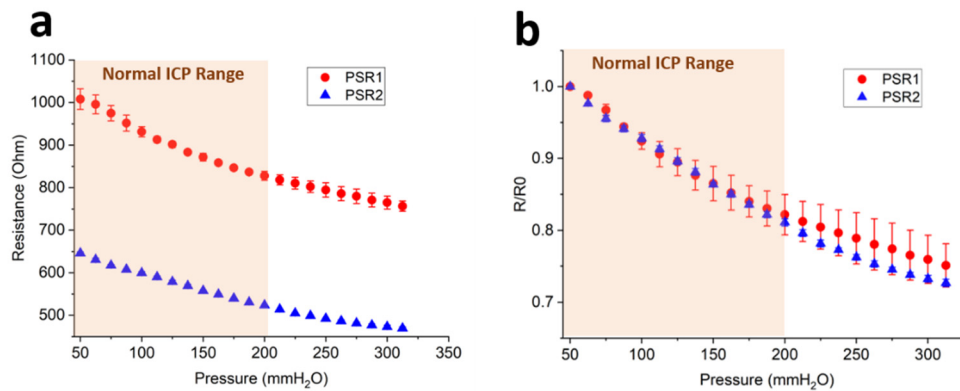 a
1100
1000
900
800
700
600
500
Resistance (Ohm)
Normal ICP Range
PSR1
PSR2
50 100 150 200 250 300 350
Pressure (mmH₂O)
b
1.0
0.9
0.8
0.7
R/R0
Normal ICP Range
PSR1
PSR2
50 100 150 200 250 300
Pressure (mmH₂O)